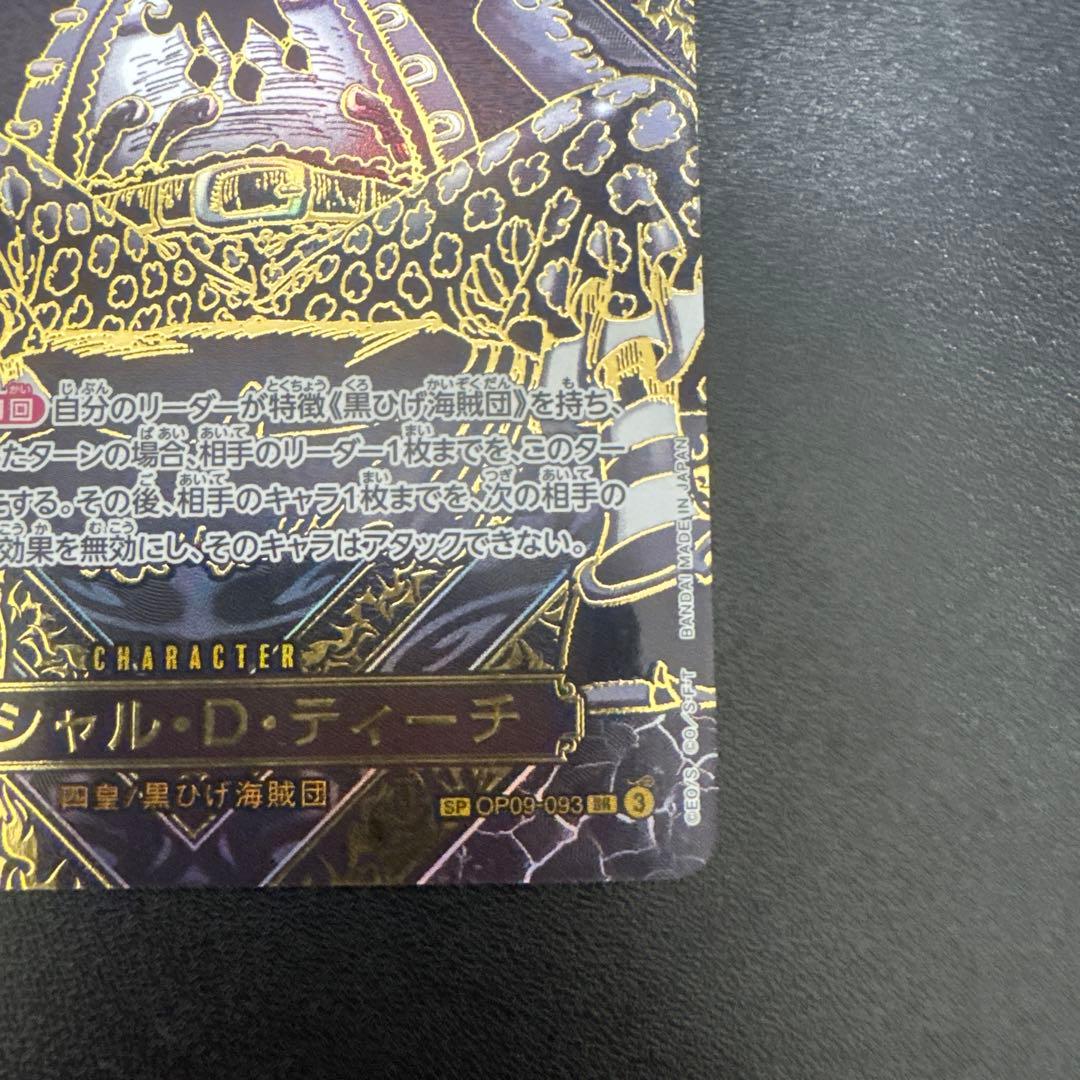 回 自分のリーダーが特徴《黒ひげ海賊団》を持ち、
たターンの場合、相手のリーダー1枚までを、このター
にする。その後、相手のキャラ1枚までを、次の相手の
効果を無効にし、そのキャラはアタックできない。
CHARACTER
シャル・D・ティーチ
四皇/黒ひげ海賊団
SP OP09-093 SR 3
BANDAI MADE IN JAPAN
©EO/S